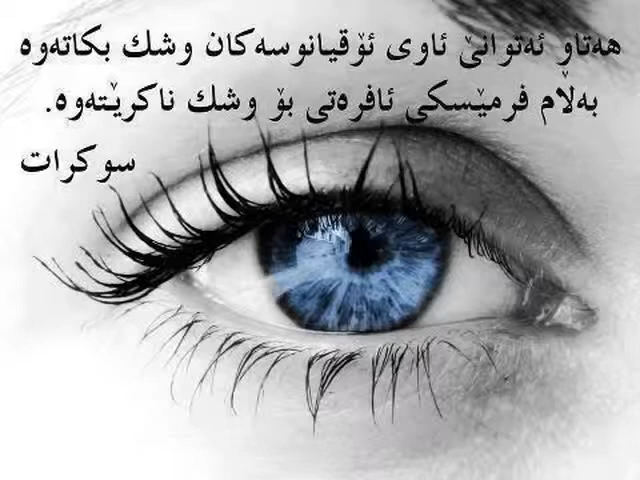 هەتاو ئەتوانێ ئاوی ئۆقیانوسەکان وشك بکاتەوە
بەڵام فرمێسکی ئافرەتی بۆ وشك ناکرێتەوە.
سوکرات